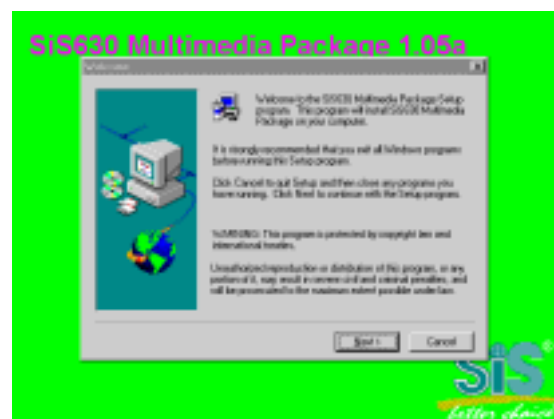 SiS630 Multimedia Package 1.05a
Welcome
Welcome to the SIS630 Multimedia Package Setup
program. This program will install SIS630 Multimedia
Package on your computer.
It is strongly recommended that you exit all Windows programs
before running this Setup program.
Click Cancel to quit Setup and then close any programs you
have running. Click Next to continue with the Setup program.
WARNING: This program is protected by copyright law and
international treaties.
Unauthorized reproduction or distribution of this program, or any
portion of it, may result in severe civil and criminal penalties, and
will be prosecuted to the maximum extent possible under law.
Next >
Cancel
SiS®
better choice